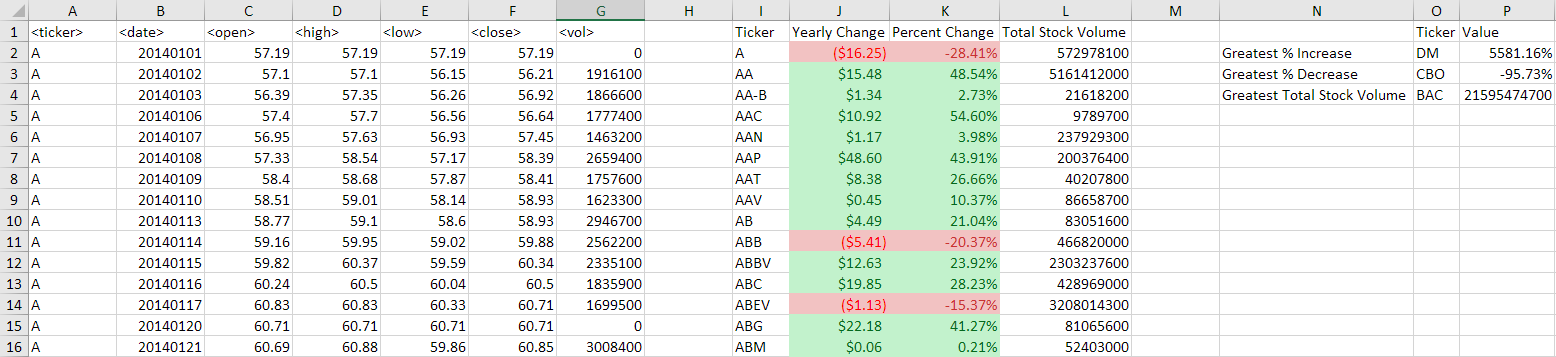 A B C D E F G H I J K L M N O P
1 <ticker> <date> <open> <high> <low> <close> <vol> Ticker Yearly Change Percent Change Total Stock Volume Ticker Value
2 A 20140101 57.19 57.19 57.19 57.19 0 A ($16.25) -28.41% 572978100 Greatest % Increase DM 5581.16%
3 A 20140102 57.1 57.1 56.15 56.21 1916100 AA $15.48 48.54% 5161412000 Greatest % Decrease CBO -95.73%
4 A 20140103 56.39 57.35 56.26 56.92 1866600 AA-B $1.34 2.73% 21618200 Greatest Total Stock Volume BAC 21595474700
5 A 20140106 57.4 57.7 56.56 56.64 1777400 AAC $10.92 54.60% 9789700
6 A 20140107 56.95 57.63 56.93 57.45 1463200 AAN $1.17 3.98% 237929300
7 A 20140108 57.33 58.54 57.17 58.39 2659400 AAP $48.60 43.91% 200376400
8 A 20140109 58.4 58.68 57.87 58.41 1757600 AAT $8.38 26.66% 40207800
9 A 20140110 58.51 59.01 58.14 58.93 1623300 AAV $0.45 10.37% 86658700
10 A 20140113 58.77 59.1 58.6 58.93 2946700 AB $4.49 21.04% 83051600
11 A 20140114 59.16 59.95 59.02 59.88 2562200 ABB ($5.41) -20.37% 466820000
12 A 20140115 59.82 60.37 59.59 60.34 2335100 ABBV $12.63 23.92% 2303237600
13 A 20140116 60.24 60.5 60.04 60.5 1835900 ABC $19.85 28.23% 428969000
14 A 20140117 60.83 60.83 60.33 60.71 1699500 ABEV ($1.13) -15.37% 3208014300
15 A 20140120 60.71 60.71 60.71 60.71 0 ABG $22.18 41.27% 81065600
16 A 20140121 60.69 60.88 59.86 60.85 3008400 ABM $0.06 0.21% 52403000